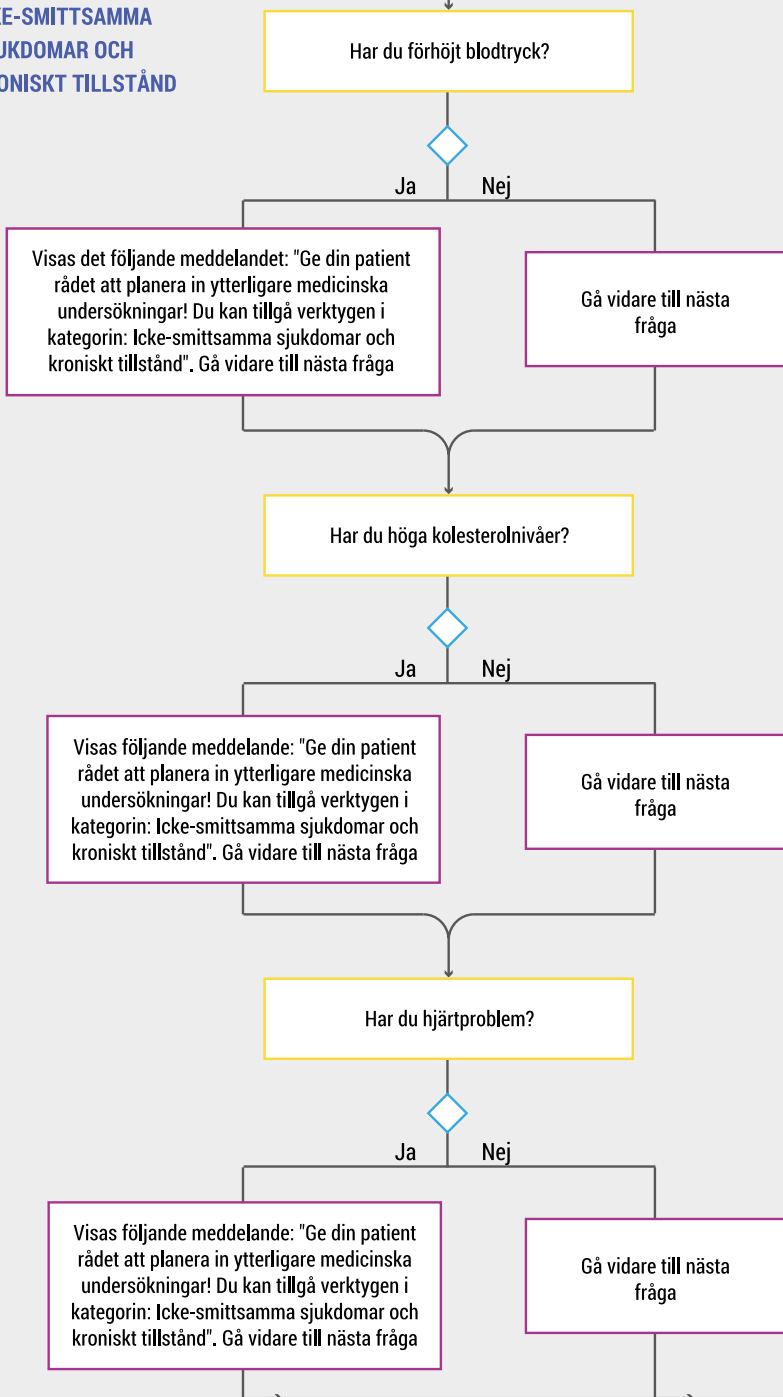 KE-SMITTSAMMA
UKDOMAR OCH
ONISKT TILLSTÅND
Har du förhöjt blodtryck?
Ja Nej
Visas det följande meddelandet: "Ge din patient
rådet att planera in ytterligare medicinska
undersökningar! Du kan tillgå verktygen i
kategorin: Icke-smittsamma sjukdomar och
kroniskt tillstånd". Gå vidare till nästa fråga
Gå vidare till nästa
fråga
Har du höga kolesterolnivåer?
Ja Nej
Visas följande meddelande: "Ge din patient
rådet att planera in ytterligare medicinska
undersökningar! Du kan tillgå verktygen i
kategorin: Icke-smittsamma sjukdomar och
kroniskt tillstånd". Gå vidare till nästa fråga
Gå vidare till nästa
fråga
Har du hjärtproblem?
Ja Nej
Visas följande meddelande: "Ge din patient
rådet att planera in ytterligare medicinska
undersökningar! Du kan tillgå verktygen i
kategorin: Icke-smittsamma sjukdomar och
kroniskt tillstånd". Gå vidare till nästa fråga
Gå vidare till nästa
fråga